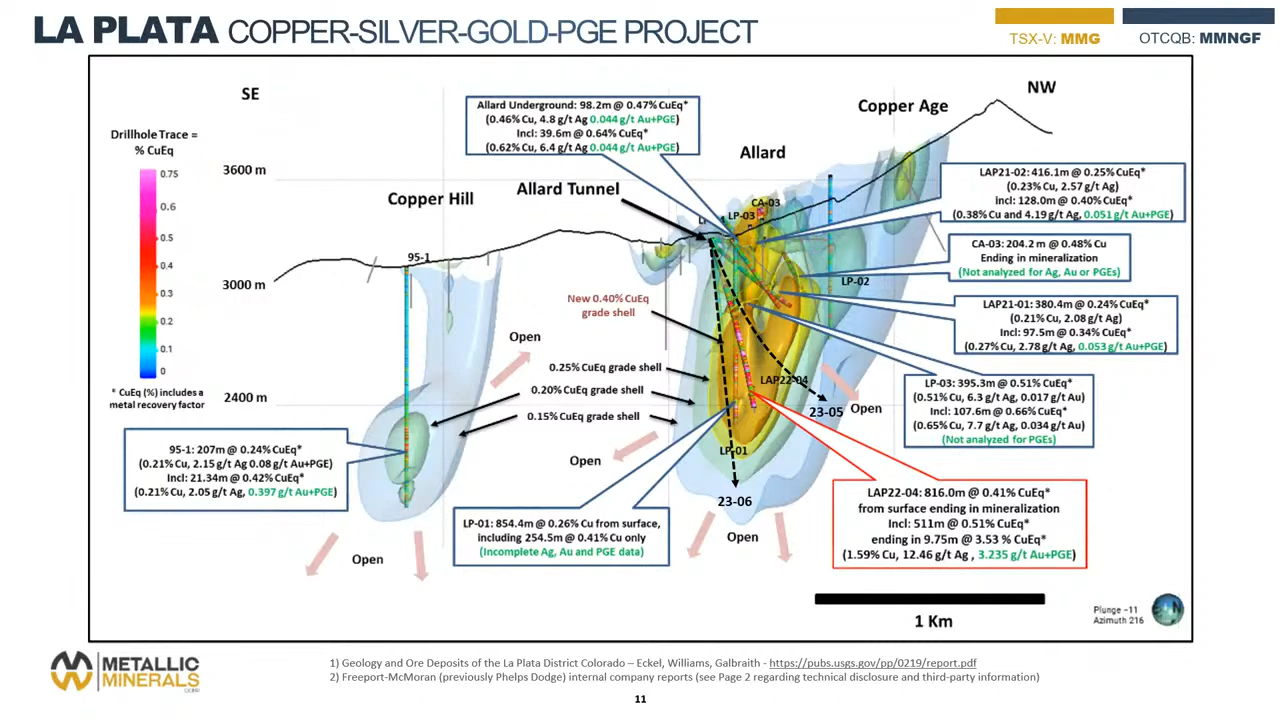 LA PLATA COPPER-SILVER-GOLD-PGE PROJECT
TSX-V: MMG
OTCQB: MMNGF
SE
NW
Drillhole Trace =
% CuEq
0.75
0.6
0.5
0.4
0.3
0.2
0.1
0
* CuEq (%) includes a
metal recovery factor
3600 m
3000 m
2400 m
Copper Hill
Allard Tunnel
Allard
Copper Age
Allard Underground: 98.2m @ 0.47% CuEq*
(0.46% Cu, 4.8 g/t Ag 0.044 g/t Au+PGE)
Incl: 39.6m @ 0.64% CuEq*
(0.62% Cu, 6.4 g/t Ag 0.044 g/t Au+PGE)
LAP21-02: 416.1m @ 0.25% CuEq*
(0.23% Cu, 2.57 g/t Ag)
Incl: 128.0m @ 0.40% CuEq*
(0.38% Cu and 4.19 g/t Ag, 0.051 g/t Au+PGE)
CA-03: 204.2 m @ 0.48% Cu
Ending in mineralization
(Not analyzed for Ag, Au or PGEs)
LAP21-01: 380.4m @ 0.24% CuEq*
(0.21% Cu, 2.08 g/t Ag)
Incl: 97.5m @ 0.34% CuEq*
(0.27% Cu, 2.78 g/t Ag, 0.053 g/t Au+PGE)
LP-03: 395.3m @ 0.51% CuEq*
(0.51% Cu, 6.3 g/t Ag, 0.017 g/t Au)
Incl: 107.6m @ 0.66% CuEq*
(0.65% Cu, 7.7 g/t Ag, 0.034 g/t Au)
(Not analyzed for PGEs)
LAP22-04: 816.0m @ 0.41% CuEq*
from surface ending in mineralization
Incl: 511m @ 0.51% CuEq*
ending in 9.75m @ 3.53 % CuEq*
(1.59% Cu, 12.46 g/t Ag , 3.235 g/t Au+PGE)
95-1: 207m @ 0.24% CuEq*
(0.21% Cu, 2.15 g/t Ag 0.08 g/t Au+PGE)
Incl: 21.34m @ 0.42% CuEq*
(0.21% Cu, 2.05 g/t Ag, 0.397 g/t Au+PGE)
LP-01: 854.4m @ 0.26% Cu from surface,
including 254.5m @ 0.41% Cu only
(Incomplete Ag, Au and PGE data)
95-1
CA-03
LP-03
LP-02
LAP22-04
LP-01
23-05
23-06
New 0.40% CuEq
grade shell
0.25% CuEq grade shell
0.20% CuEq grade shell
0.15% CuEq grade shell
Open
Open
Open
Open
Open
1 Km
Plunge -11
Azimuth 216
N
METALLIC
MINERALS
CORP
1) Geology and Ore Deposits of the La Plata District Colorado – Eckel, Williams, Galbraith - https://pubs.usgs.gov/pp/0219/report.pdf
2) Freeport-McMoran (previously Phelps Dodge) internal company reports (see Page 2 regarding technical disclosure and third-party information)
11